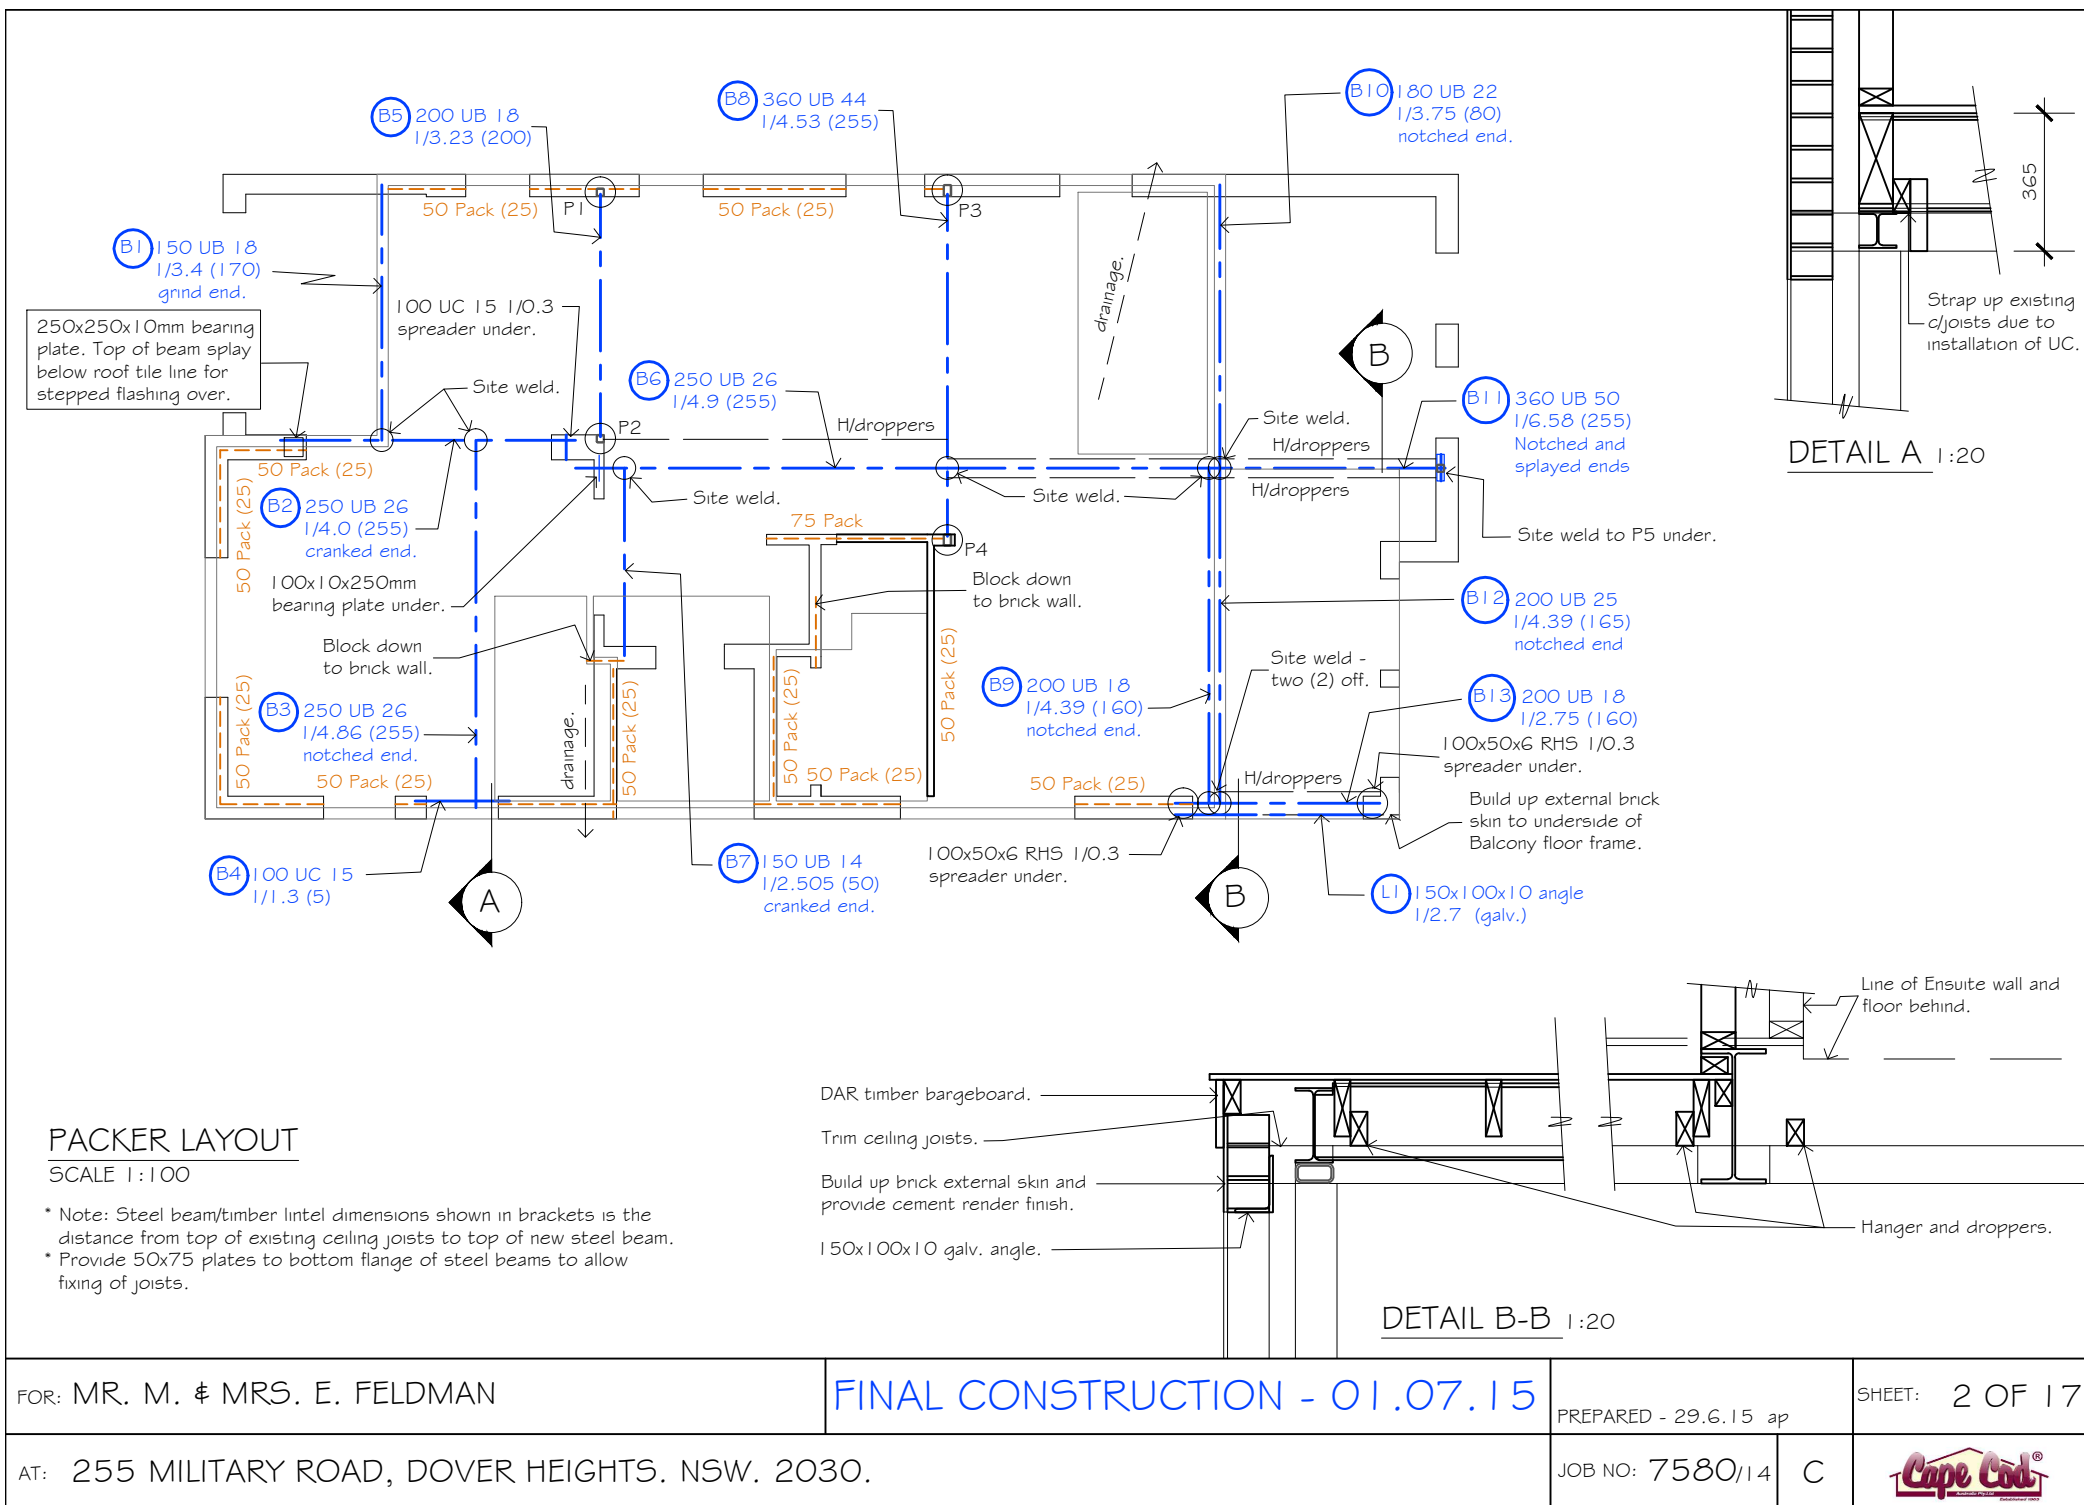 B5 200 UB 18
1/3.23 (200)
B8 360 UB 44
1/4.53 (255)
B10 180 UB 22
1/3.75 (80)
notched end.
365
Strap up existing
c/joists due to
installation of UC.
DETAIL A 1:20
50 Pack (25)
P1
50 Pack (25)
P3
drainage.
B1 150 UB 18
1/3.4 (170)
grind end.
100 UC 15 1/0.3
spreader under.
250x250x10mm bearing
plate. Top of beam splay
below roof tile line for
stepped flashing over.
Site weld.
B6 250 UB 26
1/4.9 (255)
B
B11 360 UB 50
1/6.58 (255)
Notched and
splayed ends
P2
H/droppers
Site weld.
H/droppers
50 Pack (25)
50 Pack (25)
B2 250 UB 26
1/4.0 (255)
cranked end.
Site weld.
Site weld.
H/droppers
75 Pack
P4
Site weld to P5 under.
100x10x250mm
bearing plate under.
Block down
to brick wall.
Block down
to brick wall.
B12 200 UB 25
1/4.39 (165)
notched end
Site weld -
two (2) off.
50 Pack (25)
B3 250 UB 26
1/4.86 (255)
notched end.
50 Pack (25)
drainage.
50 Pack (25)
50 Pack (25)
50 Pack (25)
50 Pack (25)
B9 200 UB 18
1/4.39 (160)
notched end.
50 Pack (25)
H/droppers
B13 200 UB 18
1/2.75 (160)
100x50x6 RHS 1/0.3
spreader under.
Build up external brick
skin to underside of
Balcony floor frame.
B4 100 UC 15
1/1.3 (5)
A
B7 150 UB 14
1/2.505 (50)
cranked end.
100x50x6 RHS 1/0.3
spreader under.
B
L1 150x100x10 angle
1/2.7 (galv.)
Line of Ensuite wall and
floor behind.
DAR timber bargeboard.
Trim ceiling joists.
Build up brick external skin and
provide cement render finish.
150x100x10 galv. angle.
Hanger and droppers.
DETAIL B-B 1:20
PACKER LAYOUT
SCALE 1:100
* Note: Steel beam/timber lintel dimensions shown in brackets is the
distance from top of existing ceiling joists to top of new steel beam.
* Provide 50x75 plates to bottom flange of steel beams to allow
fixing of joists.
FOR: MR. M. & MRS. E. FELDMAN
FINAL CONSTRUCTION - 01.07.15
PREPARED - 29.6.15 ap
SHEET: 2 OF 17
AT: 255 MILITARY ROAD, DOVER HEIGHTS. NSW. 2030.
JOB NO: 7580/14
C
Cape Cod®
Australia Pty Ltd
Established 1963